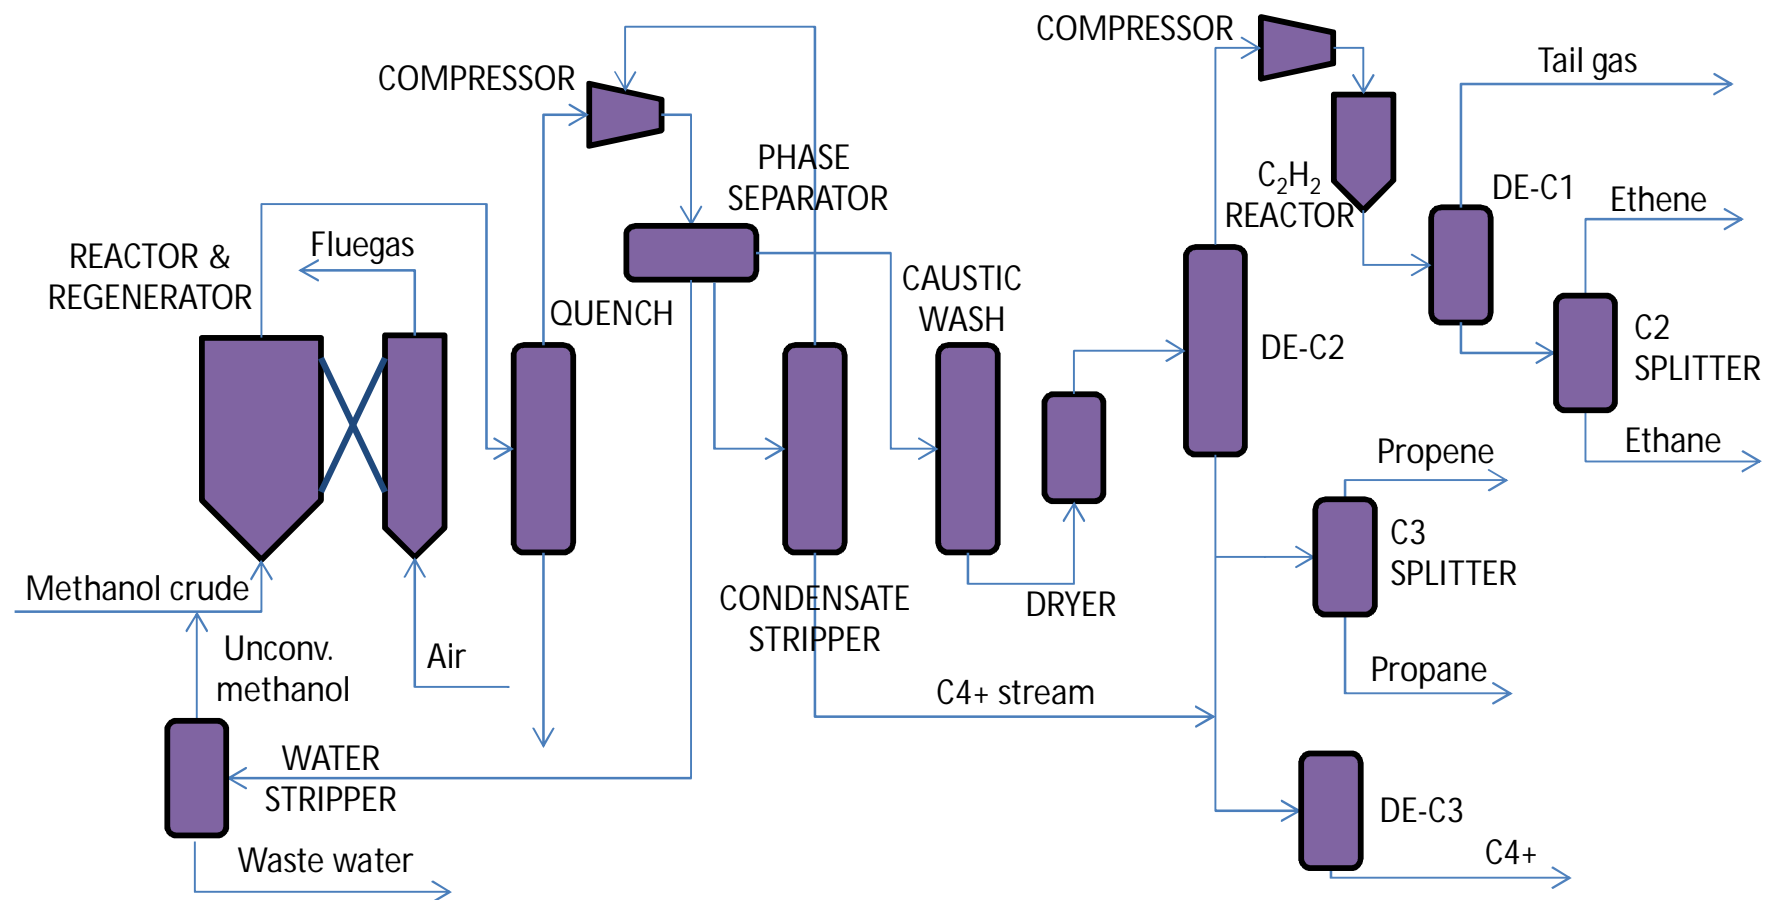 COMPRESSOR
Tail gas
COMPRESSOR
PHASE
SEPARATOR
C₂H₂
REACTOR
DE-C1
Ethene
REACTOR &
REGENERATOR
Fluegas
QUENCH
CAUSTIC
WASH
DE-C2
C2
SPLITTER
Propene
Ethane
C3
SPLITTER
Methanol crude
CONDENSATE
STRIPPER
DRYER
Unconv.
methanol
Air
C4+ stream
Propane
WATER
STRIPPER
DE-C3
Waste water
C4+